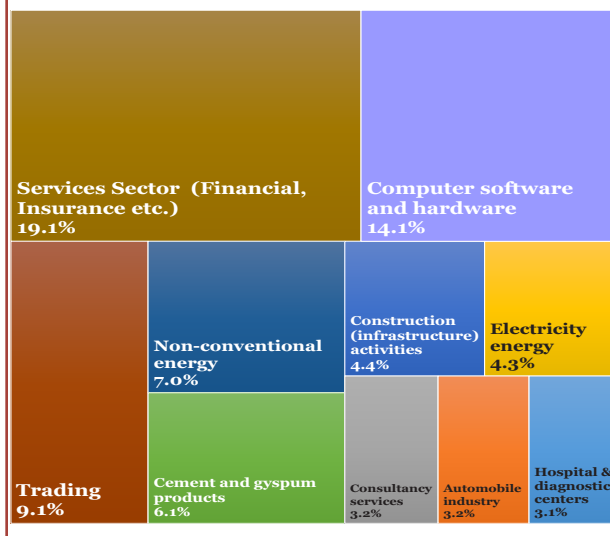 Services Sector (Financial,
Insurance etc.)
19.1%
Computer software
and hardware
14.1%
Trading
9.1%
Non-conventional
energy
7.0%
Cement and gyspum
products
6.1%
Construction
(infrastructure)
activities
4.4%
Electricity
energy
4.3%
Consultancy
services
3.2%
Automobile
industry
3.2%
Hospital &
diagnostic
centers
3.1%